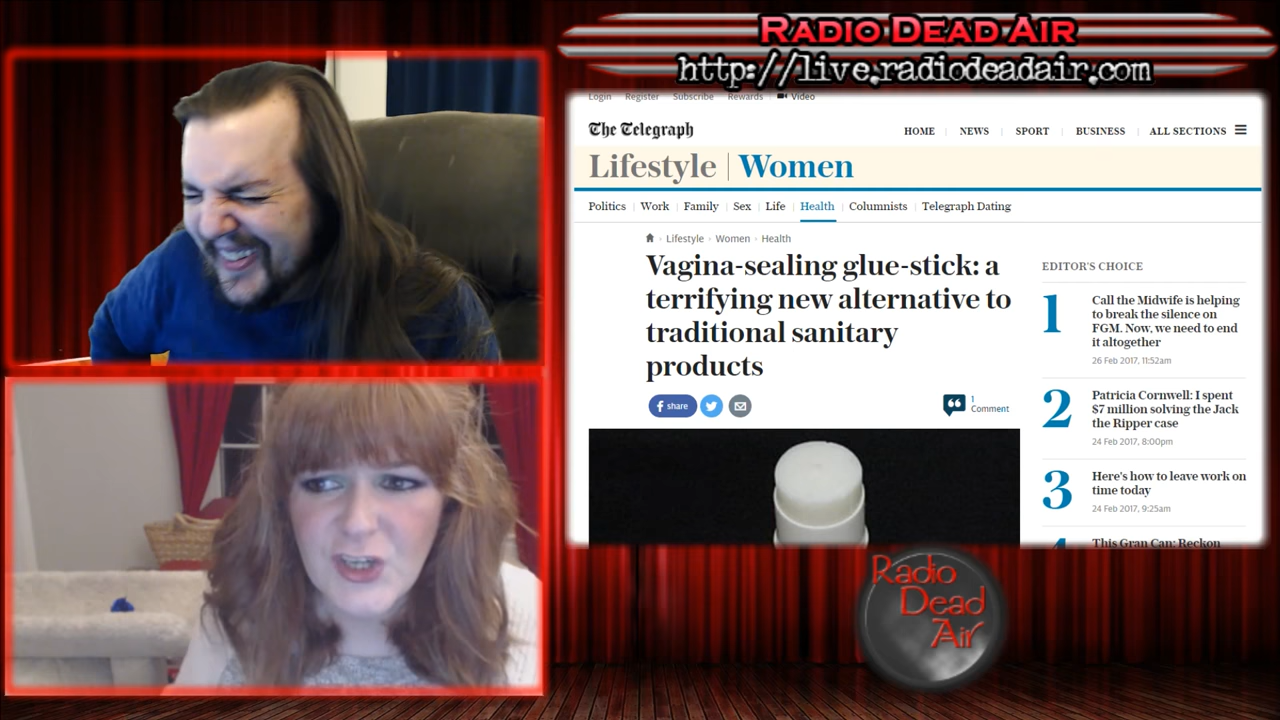 Radio Dead Air
http://live.radiodeadair.com
Login Register Subscribe Rewards Video
The Telegraph
HOME NEWS SPORT BUSINESS ALL SECTIONS
Lifestyle | Women
Politics Work Family Sex Life Health Columnists Telegraph Dating
Lifestyle › Women › Health
Vagina-sealing glue-stick: a
terrifying new alternative to
traditional sanitary
products
f share
1
Comment
EDITOR'S CHOICE
1
Call the Midwife is helping
to break the silence on
FGM. Now, we need to end
it altogether
26 Feb 2017, 11:52am
2
Patricia Cornwell: I spent
$7 million solving the Jack
the Ripper case
24 Feb 2017, 8:00pm
3
Here's how to leave work on
time today
24 Feb 2017, 9:25am
4
This Gran Can: Reckon
Radio
Dead
Air